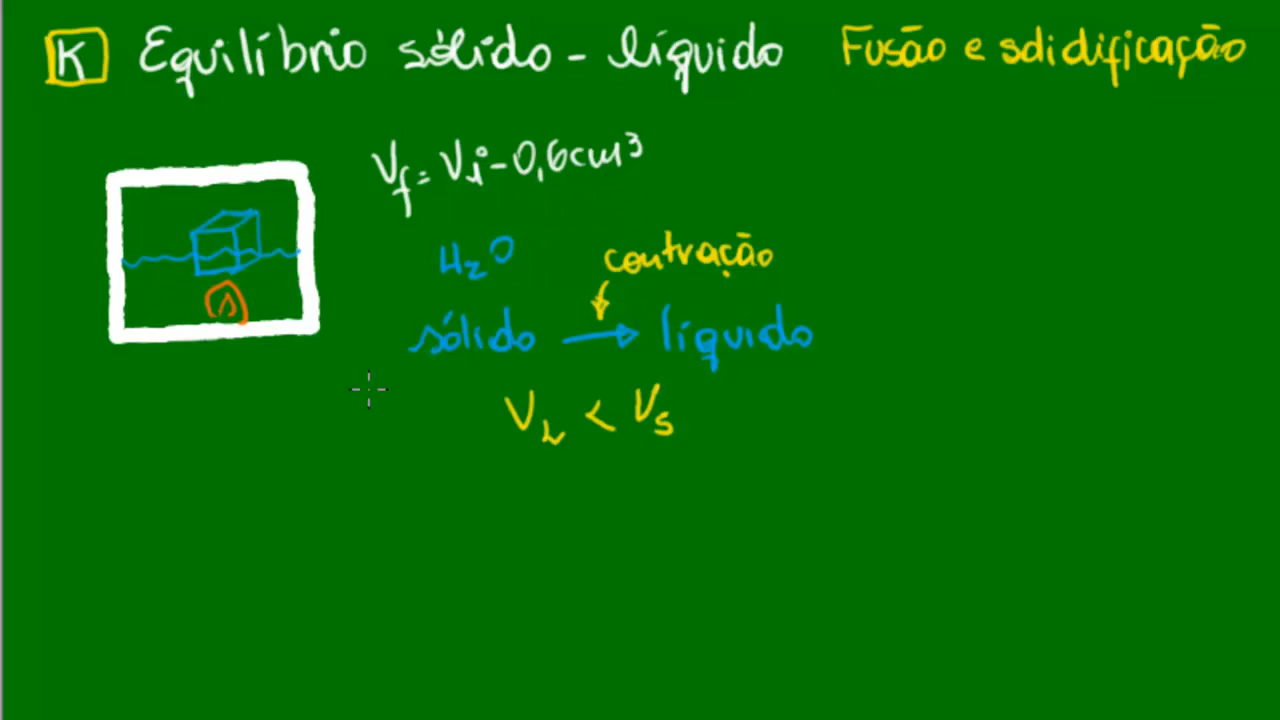 K Equilíbrio sólido - líquido Fusão e solidificação
Vf = Vi - 0,6cm³
H₂O
contração
sólido → líquido
VL < VS